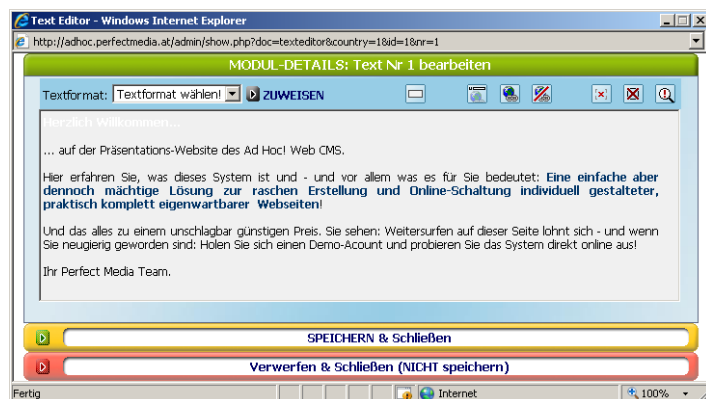 Text Editor - Windows Internet Explorer
http://adhoc.perfectmedia.at/admin/show.php?doc=texteditor&country=1&id=1&nr=1
MODUL-DETAILS: Text Nr 1 bearbeiten
Textformat: Textformat wählen! ZUWEISEN
Herzlich Willkommen...
... auf der Präsentations-Website des Ad Hoc! Web CMS.
Hier erfahren Sie, was dieses System ist und - und vor allem was es für Sie bedeutet: Eine einfache aber
dennoch mächtige Lösung zur raschen Erstellung und Online-Schaltung individuell gestalteter,
praktisch komplett eigenwartbarer Webseiten!
Und das alles zu einem unschlagbar günstigen Preis. Sie sehen: Weitersurfen auf dieser Seite lohnt sich - und wenn
Sie neugierig geworden sind: Holen Sie sich einen Demo-Acount und probieren Sie das System direkt online aus!
Ihr Perfect Media Team.
SPEICHERN & Schließen
Verwerfen & Schließen (NICHT speichern)
Fertig Internet 100%